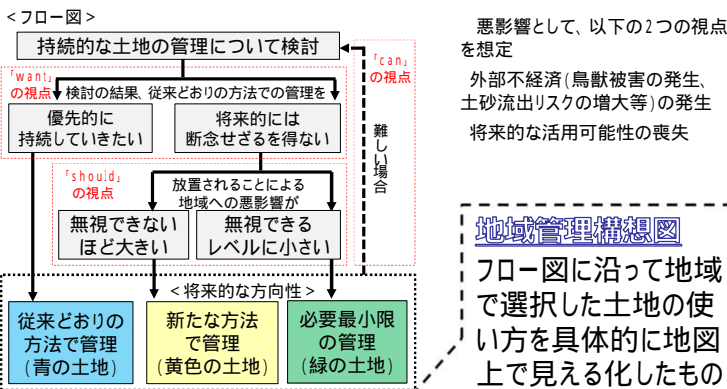 <フロー図>
持続的な土地の管理について検討
「can」
の視点
「want」
の視点
検討の結果、従来どおりの方法での管理を
優先的に
持続していきたい
将来的には
断念せざるを得ない
難しい場合
「should」
の視点
放置されることによる
地域への悪影響が
無視できない
ほど大きい
無視できる
レベルに小さい
<将来的な方向性>
従来どおりの
方法で管理
(青の土地)
新たな方法
で管理
(黄色の土地)
必要最小限
の管理
(緑の土地)
悪影響として、以下の2つの視点
を想定
外部不経済(鳥獣被害の発生、
土砂流出リスクの増大等)の発生
将来的な活用可能性の喪失
地域管理構想図
フロー図に沿って地域
で選択した土地の使
い方を具体的に地図
上で見える化したもの